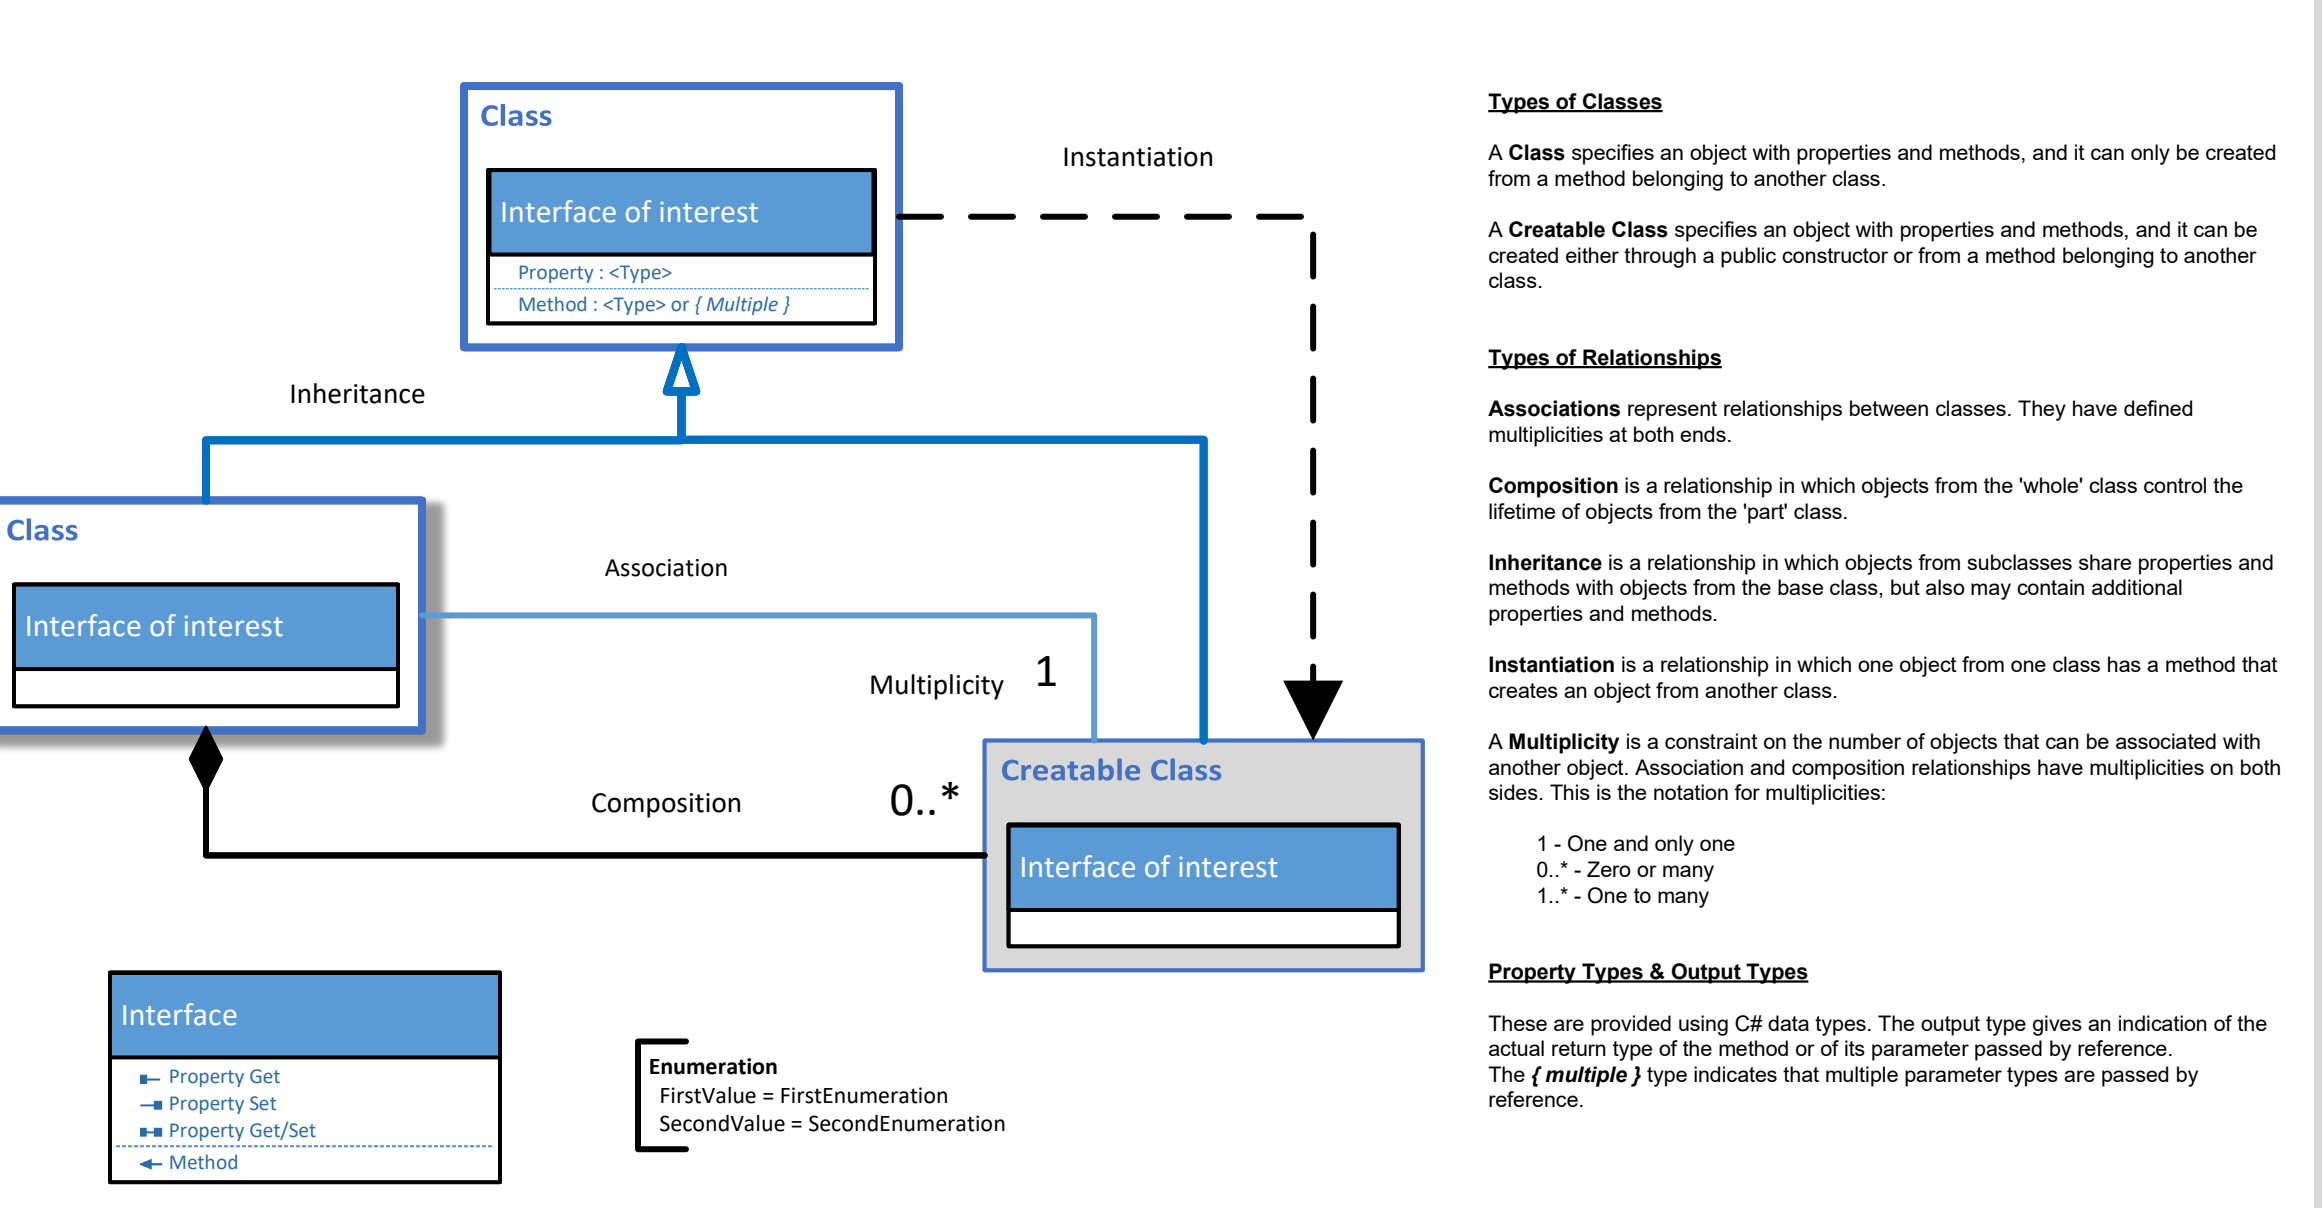 Class
Interface of interest
Property : <Type>
Method : <Type> or { Multiple }
Instantiation
Inheritance
Class
Interface of interest
Association
Multiplicity 1
Composition 0..*
Creatable Class
Interface of interest
Interface
Property Get
Property Set
Property Get/Set
Method
Enumeration
FirstValue = FirstEnumeration
SecondValue = SecondEnumeration
Types of Classes
A Class specifies an object with properties and methods, and it can only be created
from a method belonging to another class.
A Creatable Class specifies an object with properties and methods, and it can be
created either through a public constructor or from a method belonging to another
class.
Types of Relationships
Associations represent relationships between classes. They have defined
multiplicities at both ends.
Composition is a relationship in which objects from the 'whole' class control the
lifetime of objects from the 'part' class.
Inheritance is a relationship in which objects from subclasses share properties and
methods with objects from the base class, but also may contain additional
properties and methods.
Instantiation is a relationship in which one object from one class has a method that
creates an object from another class.
A Multiplicity is a constraint on the number of objects that can be associated with
another object. Association and composition relationships have multiplicities on both
sides. This is the notation for multiplicities:
1 - One and only one
0..* - Zero or many
1..* - One to many
Property Types & Output Types
These are provided using C# data types. The output type gives an indication of the
actual return type of the method or of its parameter passed by reference.
The { multiple } type indicates that multiple parameter types are passed by
reference.